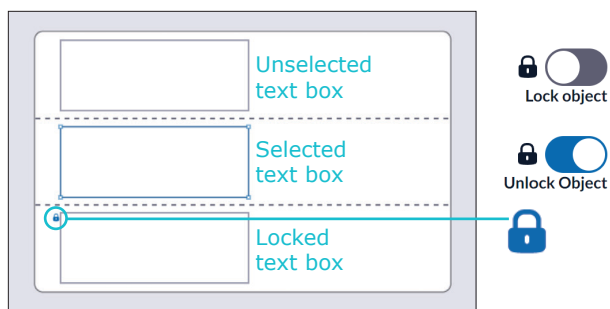 Unselected
text box
Lock object
Selected
text box
Unlock Object
Locked
text box